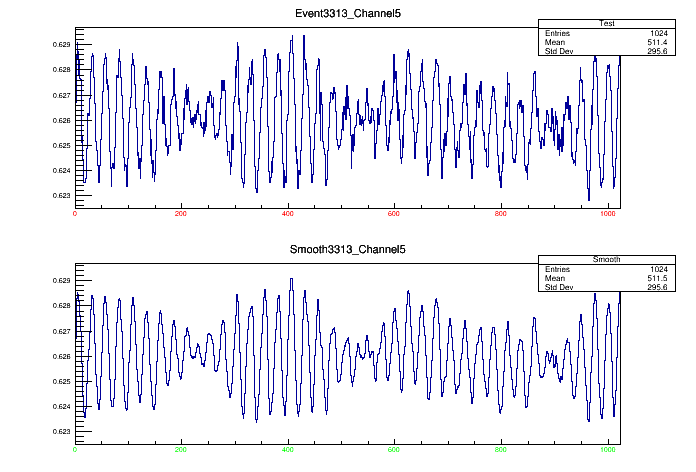 Event3313_Channel5
Test
Entries 1024
Mean 511.4
Std Dev 295.6
0.629
0.628
0.627
0.626
0.625
0.624
0.623
0 200 400 600 800 1000
Smooth3313_Channel5
Smooth
Entries 1024
Mean 511.5
Std Dev 295.6
0.629
0.628
0.627
0.626
0.625
0.624
0.623
0 200 400 600 800 1000